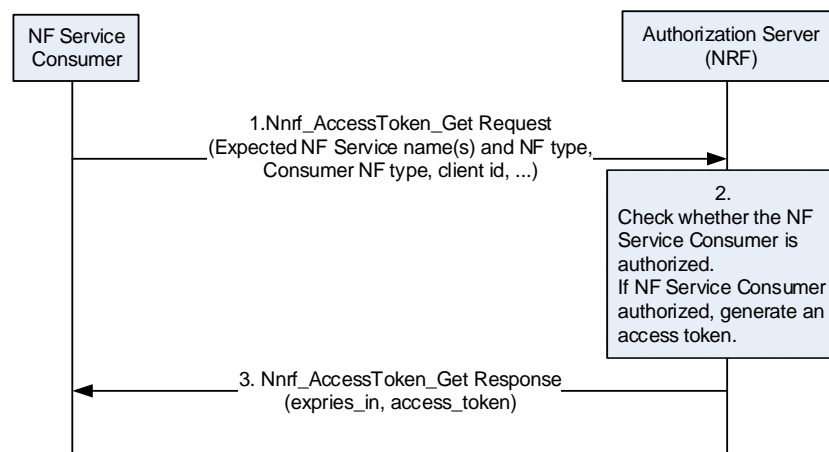 NF Service
Consumer
Authorization Server
(NRF)
1.Nnrf_AccessToken_Get Request
(Expected NF Service name(s) and NF type,
Consumer NF type, client id, ...)
2.
Check whether the NF
Service Consumer is
authorized.
If NF Service Consumer
authorized, generate an
access token.
3. Nnrf_AccessToken_Get Response
(expries_in, access_token)